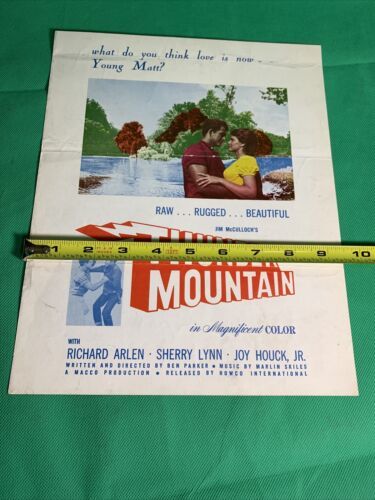 what do you think love is now -
Young Matt?
RAW . . . RUGGED . . . BEAUTIFUL
JIM McCULLOCH'S
1 2 3 4 5 6 7 8 9 10
MOUNTAIN
in Magnificent COLOR
WITH
RICHARD ARLEN · SHERRY LYNN · JOY HOUCK, JR.
WRITTEN AND DIRECTED BY BEN PARKER • MUSIC BY MARLIN SKILES
A MACCO PRODUCTION • RELEASED BY HOWCO INTERNATIONAL